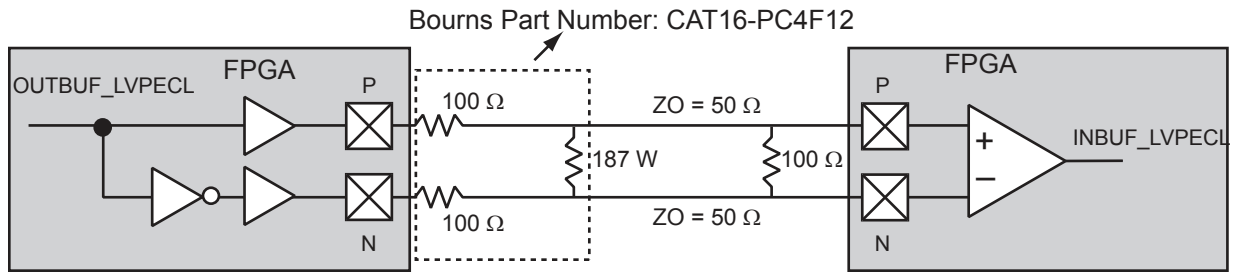 Bourns Part Number: CAT16-PC4F12
OUTBUF_LVPECL
FPGA
P
100 Ω
ZO = 50 Ω
187 W
100 Ω
100 Ω
N
ZO = 50 Ω
FPGA
P
+
−
INBUF_LVPECL
N